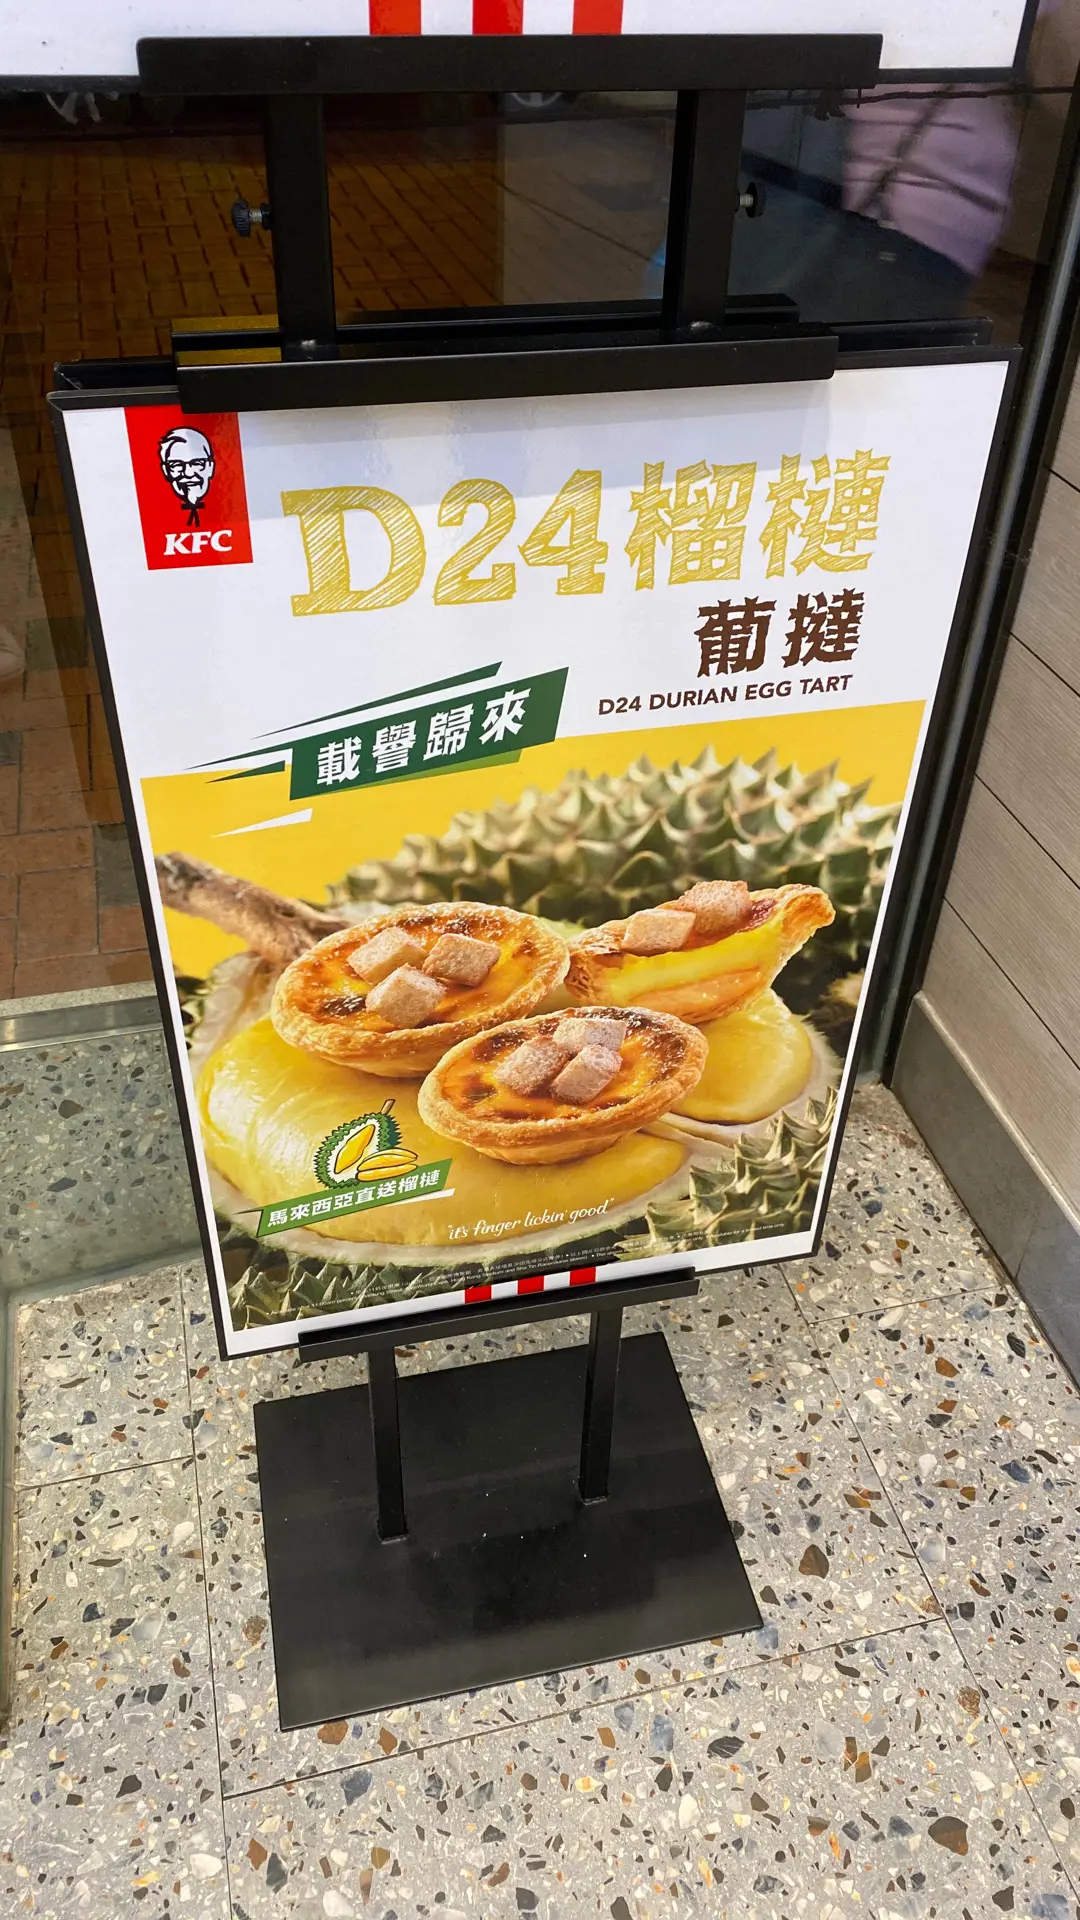 KFC
D24榴槤
葡撻
D24 DURIAN EGG TART
載譽歸來
馬來西亞直送榴槤
"it's finger lickin' good"